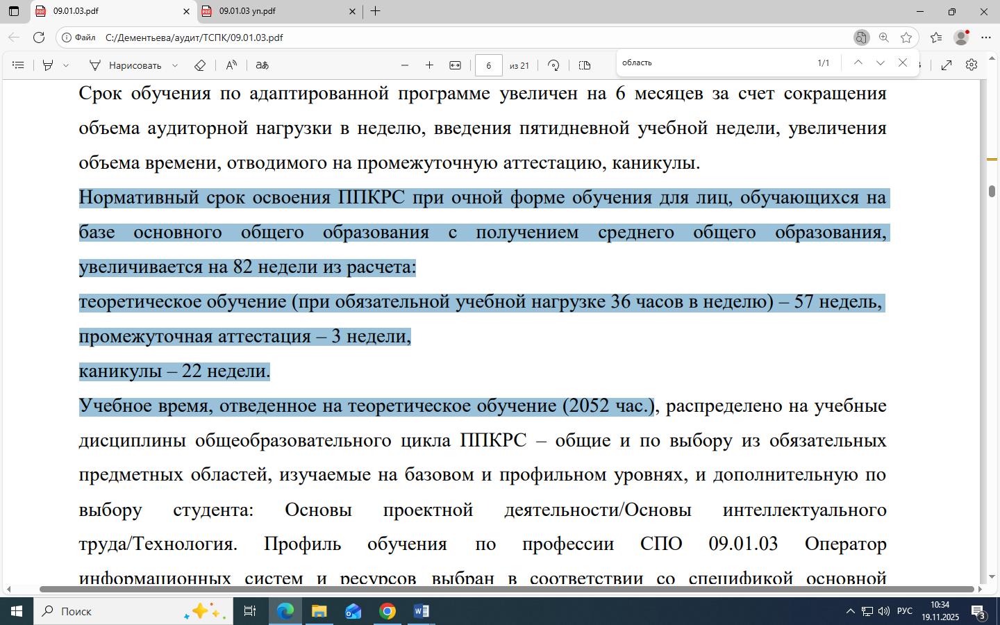 09.01.03.pdf
09.01.03 уп.pdf
Файл
C:/Дементьева/аудит/ТСПК/09.01.03.pdf
Нарисовать
6 из 21
область
1/1
Срок обучения по адаптированной программе увеличен на 6 месяцев за счет сокращения
объема аудиторной нагрузки в неделю, введения пятидневной учебной недели, увеличения
объема времени, отводимого на промежуточную аттестацию, каникулы.
Нормативный срок освоения ППКРС при очной форме обучения для лиц, обучающихся на
базе основного общего образования с получением среднего общего образования,
увеличивается на 82 недели из расчета:
теоретическое обучение (при обязательной учебной нагрузке 36 часов в неделю) – 57 недель,
промежуточная аттестация – 3 недели,
каникулы – 22 недели.
Учебное время, отведенное на теоретическое обучение (2052 час.), распределено на учебные
дисциплины общеобразовательного цикла ППКРС – общие и по выбору из обязательных
предметных областей, изучаемые на базовом и профильном уровнях, и дополнительную по
выбору студента: Основы проектной деятельности/Основы интеллектуального
труда/Технология. Профиль обучения по профессии СПО 09.01.03 Оператор
информационных систем и ресурсов выбран в соответствии со спецификой основной
Поиск
РУС
10:34
19.11.2025
3